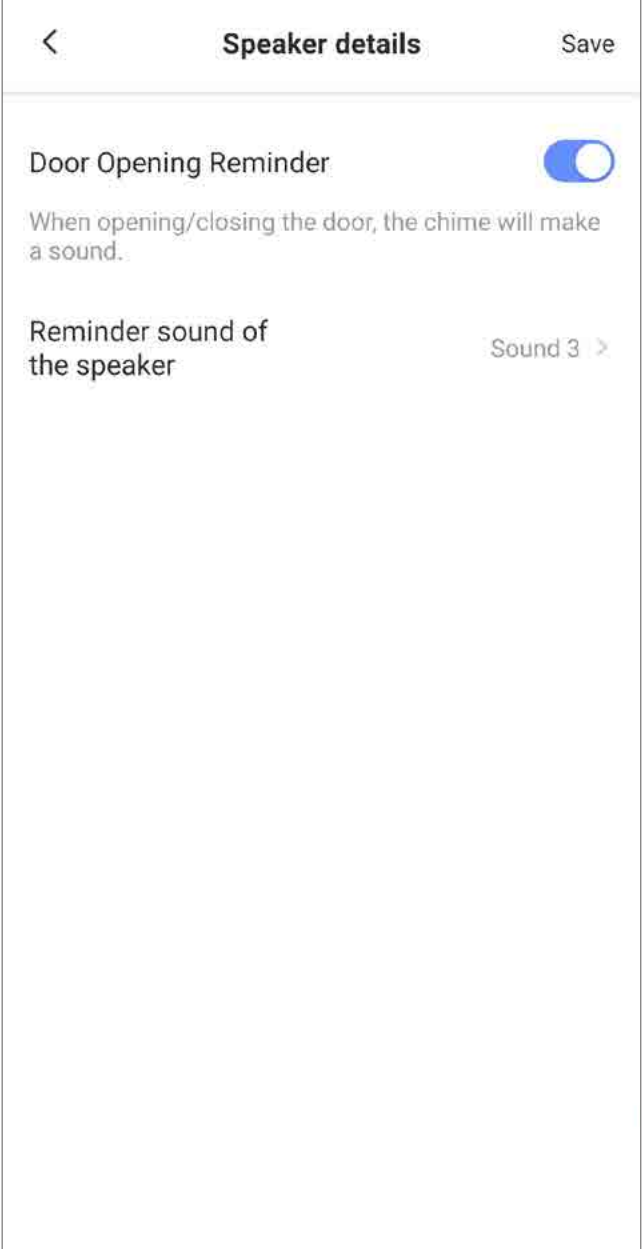 Speaker details
Save
Door Opening Reminder
When opening/closing the door, the chime will make
a sound.
Reminder sound of
the speaker
Sound 3